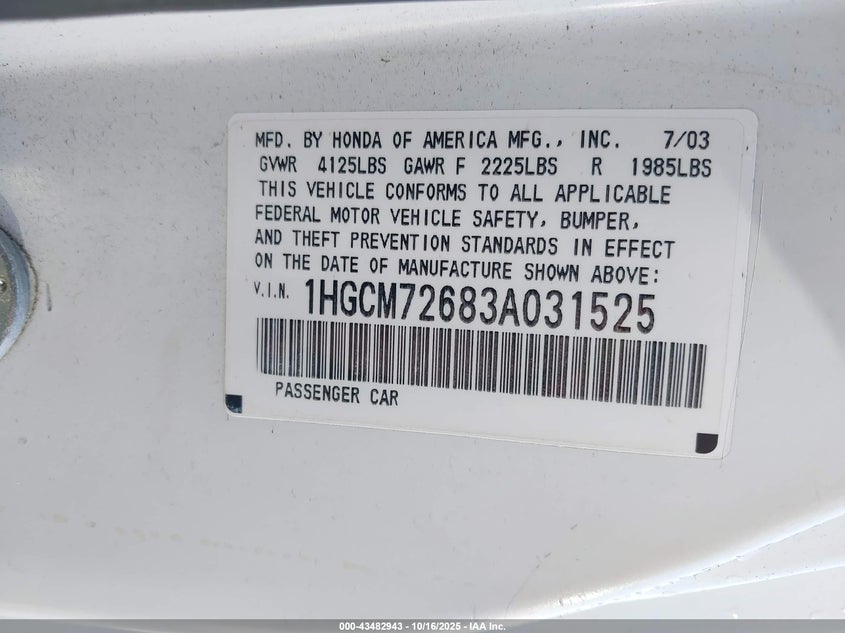 MFD. BY HONDA OF AMERICA MFG., INC. 7/03
GVWR 4125LBS GAWR F 2225LBS R 1985LBS
THIS VEHICLE CONFORMS TO ALL APPLICABLE
FEDERAL MOTOR VEHICLE SAFETY, BUMPER,
AND THEFT PREVENTION STANDARDS IN EFFECT
ON THE DATE OF MANUFACTURE SHOWN ABOVE:
V.I.N. 1HGCM72683A031525
PASSENGER CAR
000-43482943 - 10/16/2025 - IAA Inc.